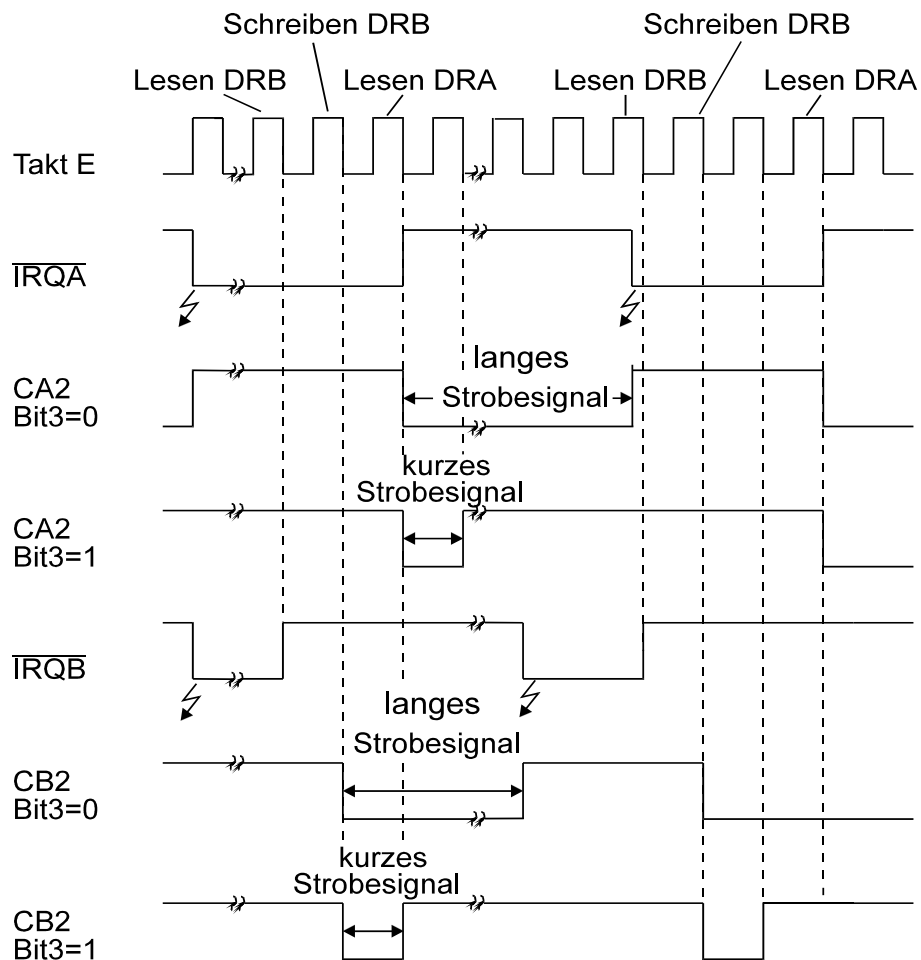 Schreiben DRB
Schreiben DRB
Lesen DRB
Lesen DRA
Lesen DRB
Lesen DRA
Takt E
IRQA
langes
Strobesignal
CA2
Bit3=0
kurzes
Strobesignal
CA2
Bit3=1
IRQB
langes
Strobesignal
CB2
Bit3=0
kurzes
Strobesignal
CB2
Bit3=1